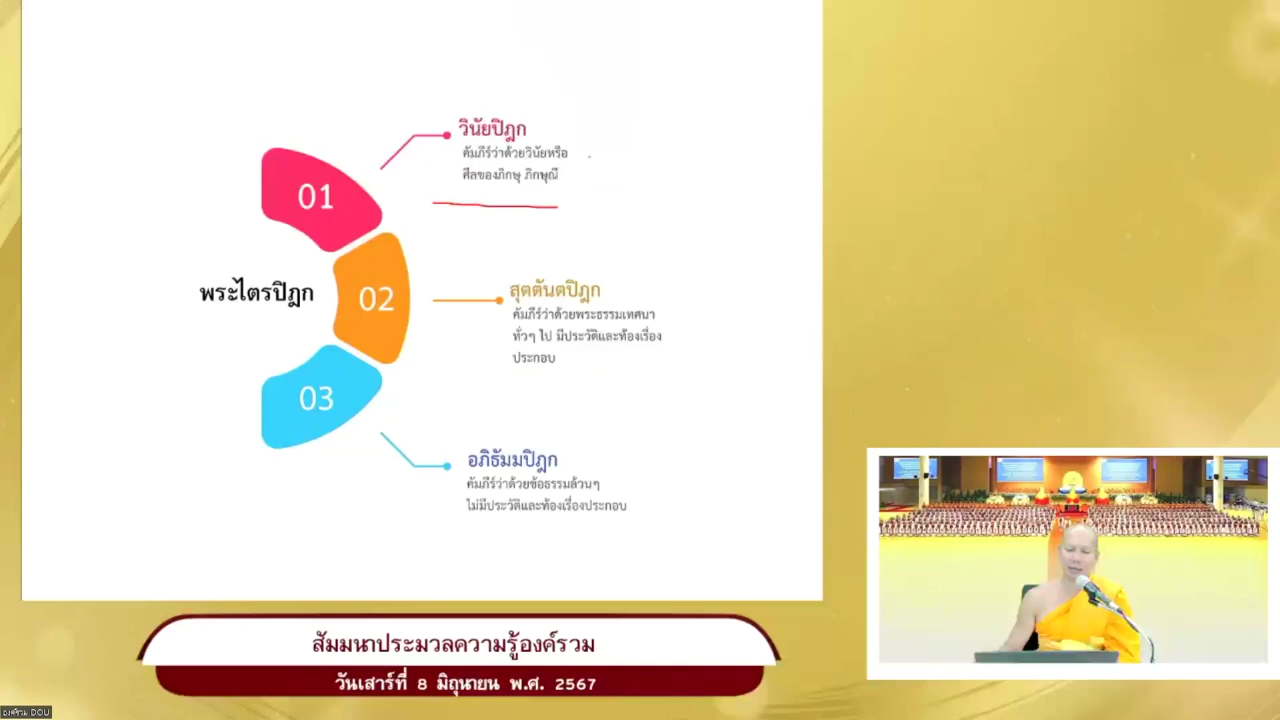 01
วินัยปิฎก
คัมภีร์ว่าด้วยวินัยหรือ
ศีลของภิกษุ ภิกษุณี
พระไตรปิฎก
02
สุตตันตปิฎก
คัมภีร์ว่าด้วยพระธรรมเทศนา
ทั่วๆ ไป มีประวัติและท้องเรื่อง
ประกอบ
03
อภิธัมมปิฎก
คัมภีร์ว่าด้วยข้อธรรมล้วนๆ
ไม่มีประวัติและท้องเรื่องประกอบ
สัมมนาประมวลความรู้องค์รวม
วันเสาร์ที่ 8 มิถุนายน พ.ศ. 2567
DOU